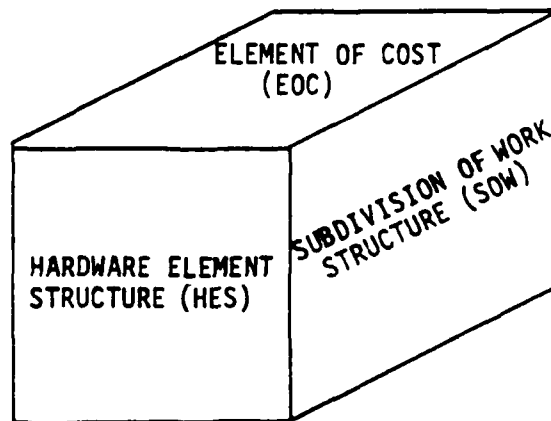 ELEMENT OF COST
(EOC)
SUBDIVISION OF WORK
STRUCTURE (SOW)
HARDWARE ELEMENT
STRUCTURE (HES)